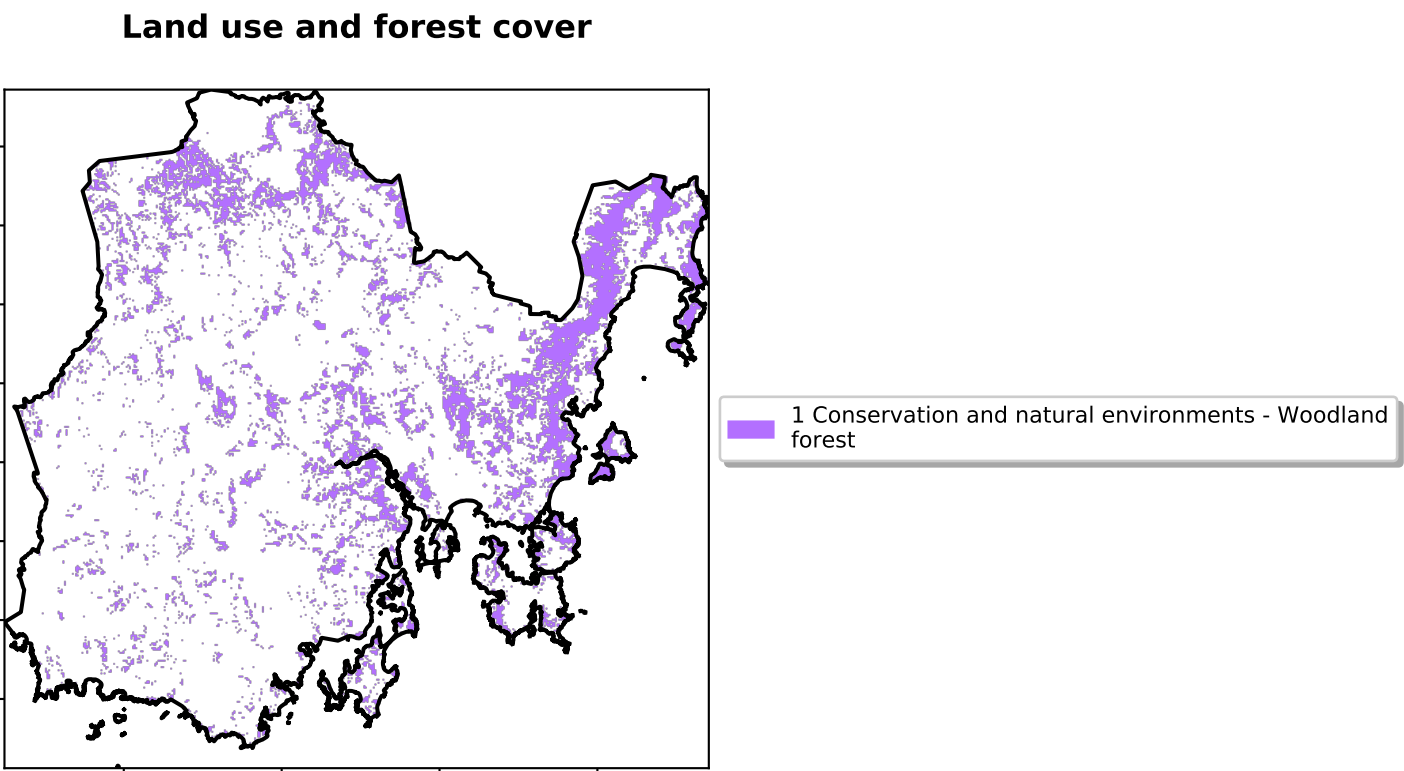 Land use and forest cover
1 Conservation and natural environments - Woodland
forest